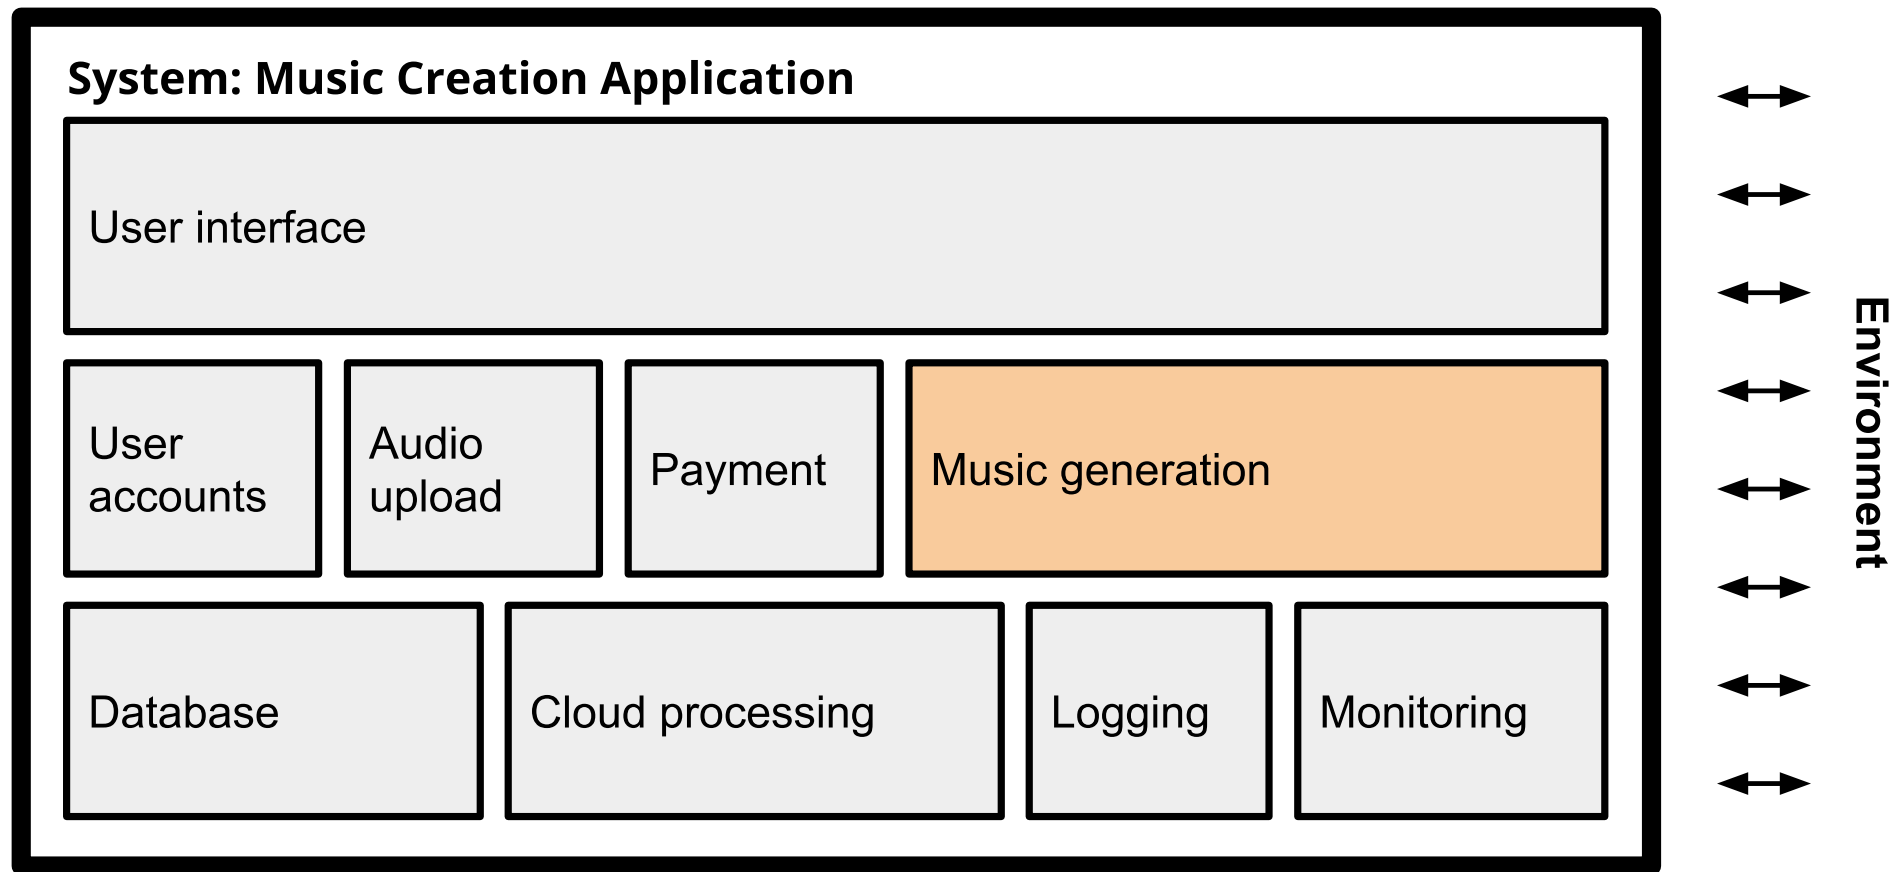 System: Music Creation Application
User interface
User
accounts
Audio
upload
Payment
Music generation
Database
Cloud processing
Logging
Monitoring
Environment